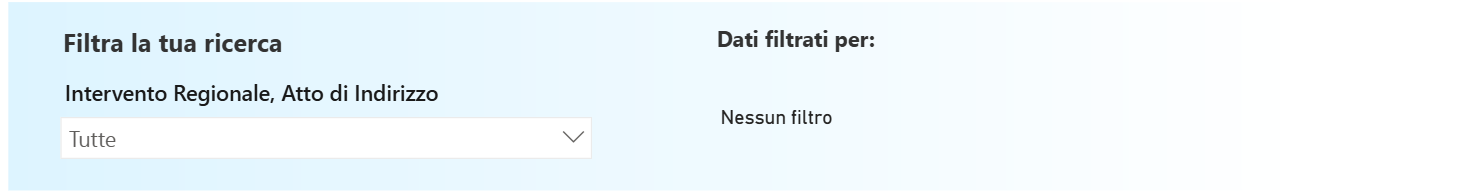 Filtra la tua ricerca
Intervento Regionale, Atto di Indirizzo
Tutte
Dati filtrati per:
Nessun filtro